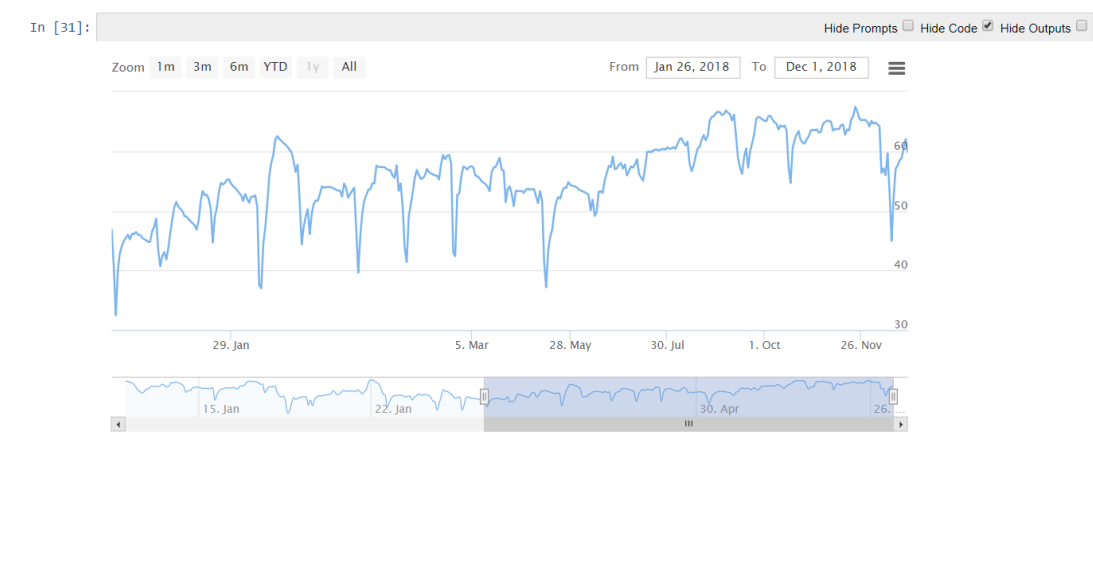 In [31]: Hide Prompts Hide Code Hide Outputs
Zoom 1m 3m 6m YTD 1y All From Jan 26, 2018 To Dec 1, 2018
60
50
40
30
29. Jan 5. Mar 28. May 30. Jul 1. Oct 26. Nov
15. Jan 22. Jan 30. Apr 26. …